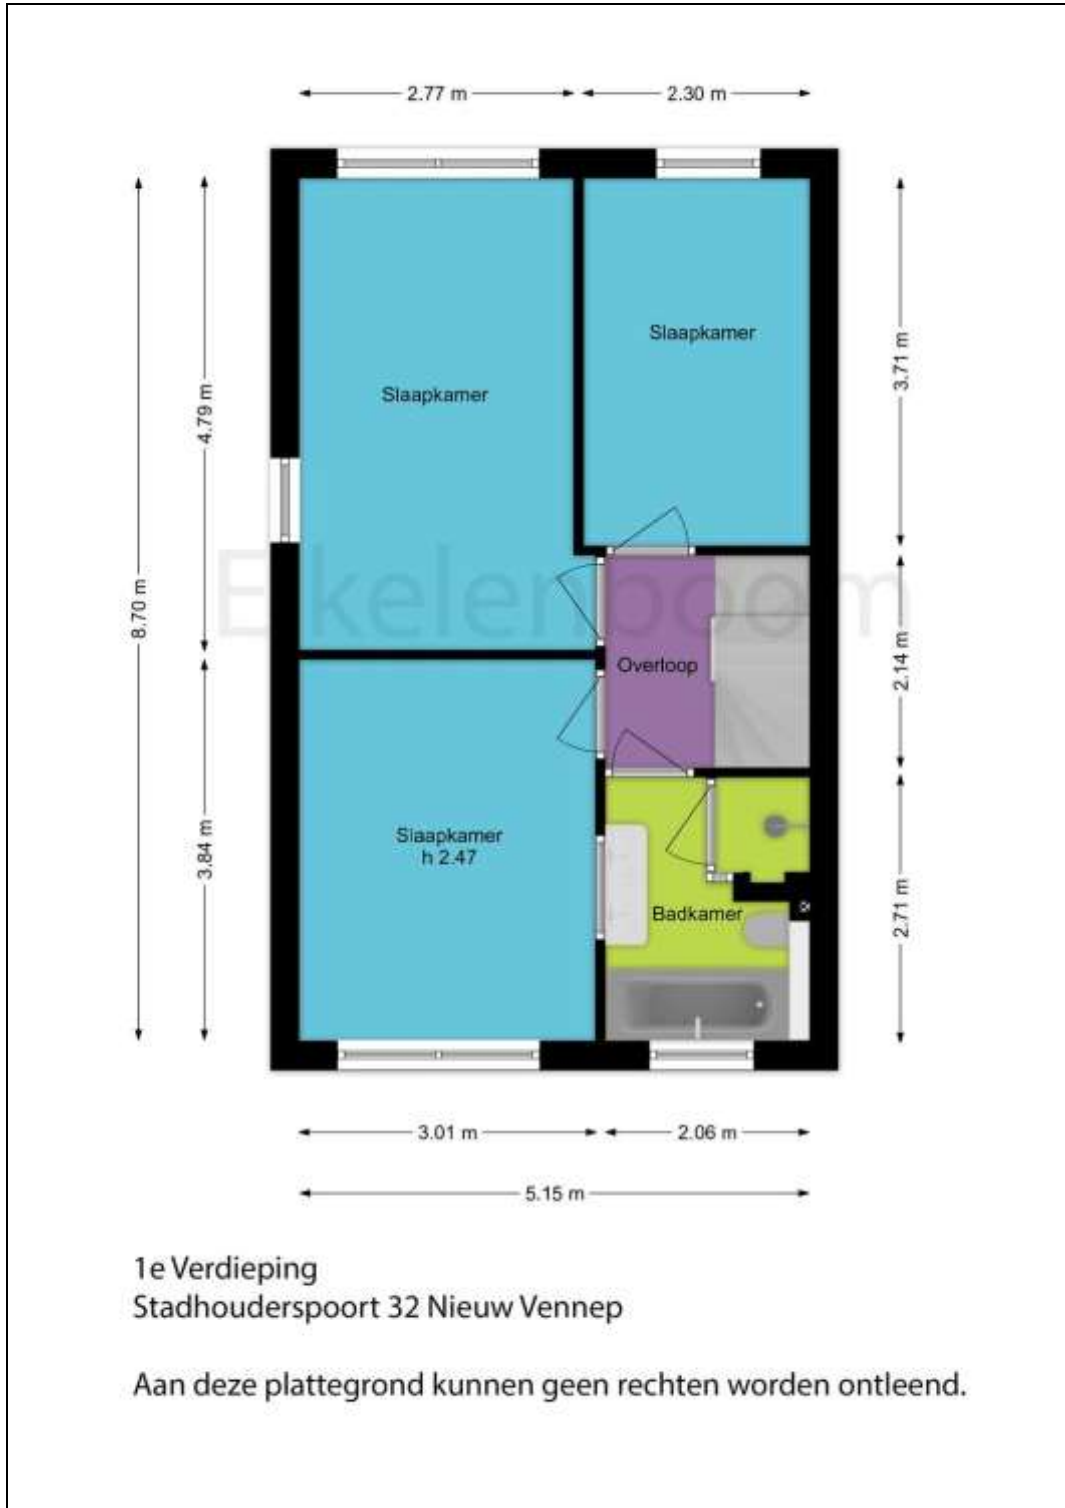 2.77 m
2.30 m
8.70 m
4.79 m
3.84 m
3.71 m
2.14 m
2.71 m
Slaapkamer
Slaapkamer
Eikelenboom
Overloop
Slaapkamer
h 2.47
Badkamer
3.01 m
2.06 m
5.15 m
1e Verdieping
Stadhouderspoort 32 Nieuw Vennep
Aan deze plattegrond kunnen geen rechten worden ontleend.